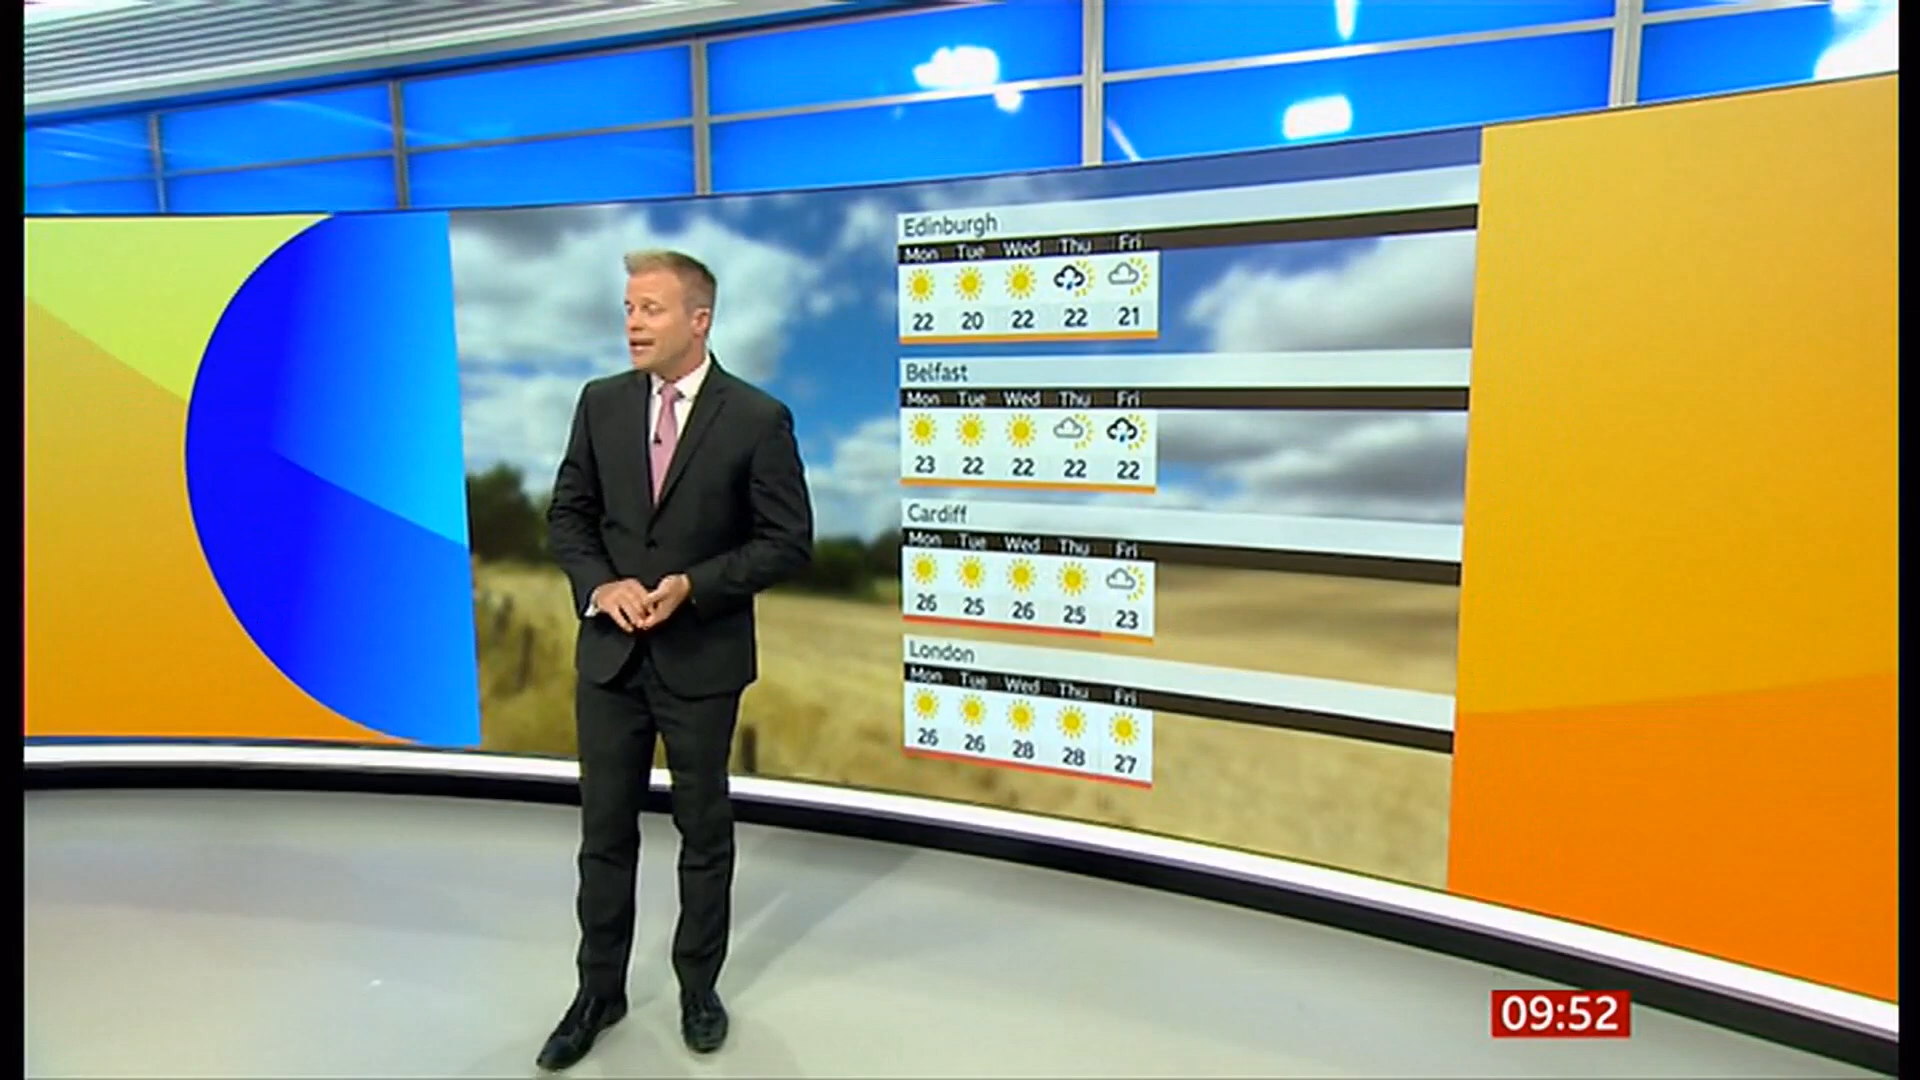 Edinburgh
Mon Tue Wed Thu Fri
22 20 22 22 21
Belfast
Mon Tue Wed Thu Fri
23 22 22 22 22
Cardiff
Mon Tue Wed Thu Fri
26 25 26 25 23
London
Mon Tue Wed Thu Fri
26 26 28 28 27
09:52